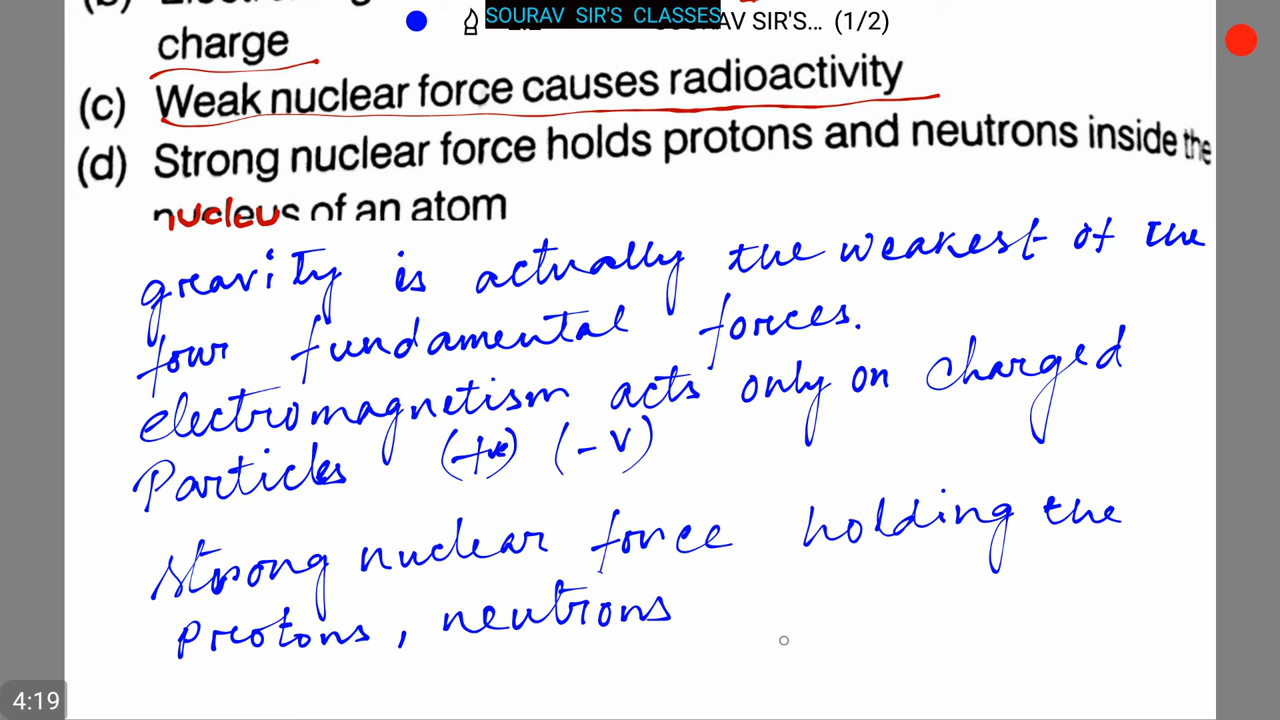 SOURAV SIR'S CLASSES AV SIR'S... (1/2)
charge
(c) Weak nuclear force causes radioactivity
(d) Strong nuclear force holds protons and neutrons inside the
nucleus of an atom
gravity is actually the weakest of the
four fundamental forces.
electromagnetism acts only on charged
Particles (+ve) (-v)
strong nuclear force holding the
protons, neutrons
4:19